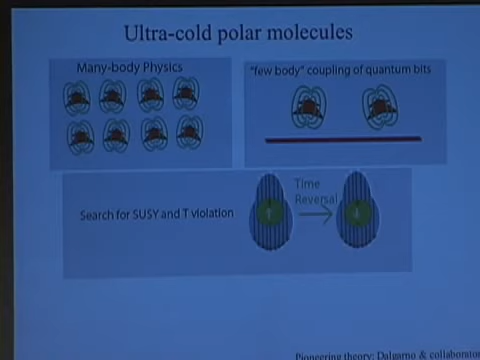 Ultra-cold polar molecules
Many-body Physics
"few body" coupling of quantum bits
Search for SUSY and T violation
Time
Reversal
Pioneering theory: Dalgarno & collaborator